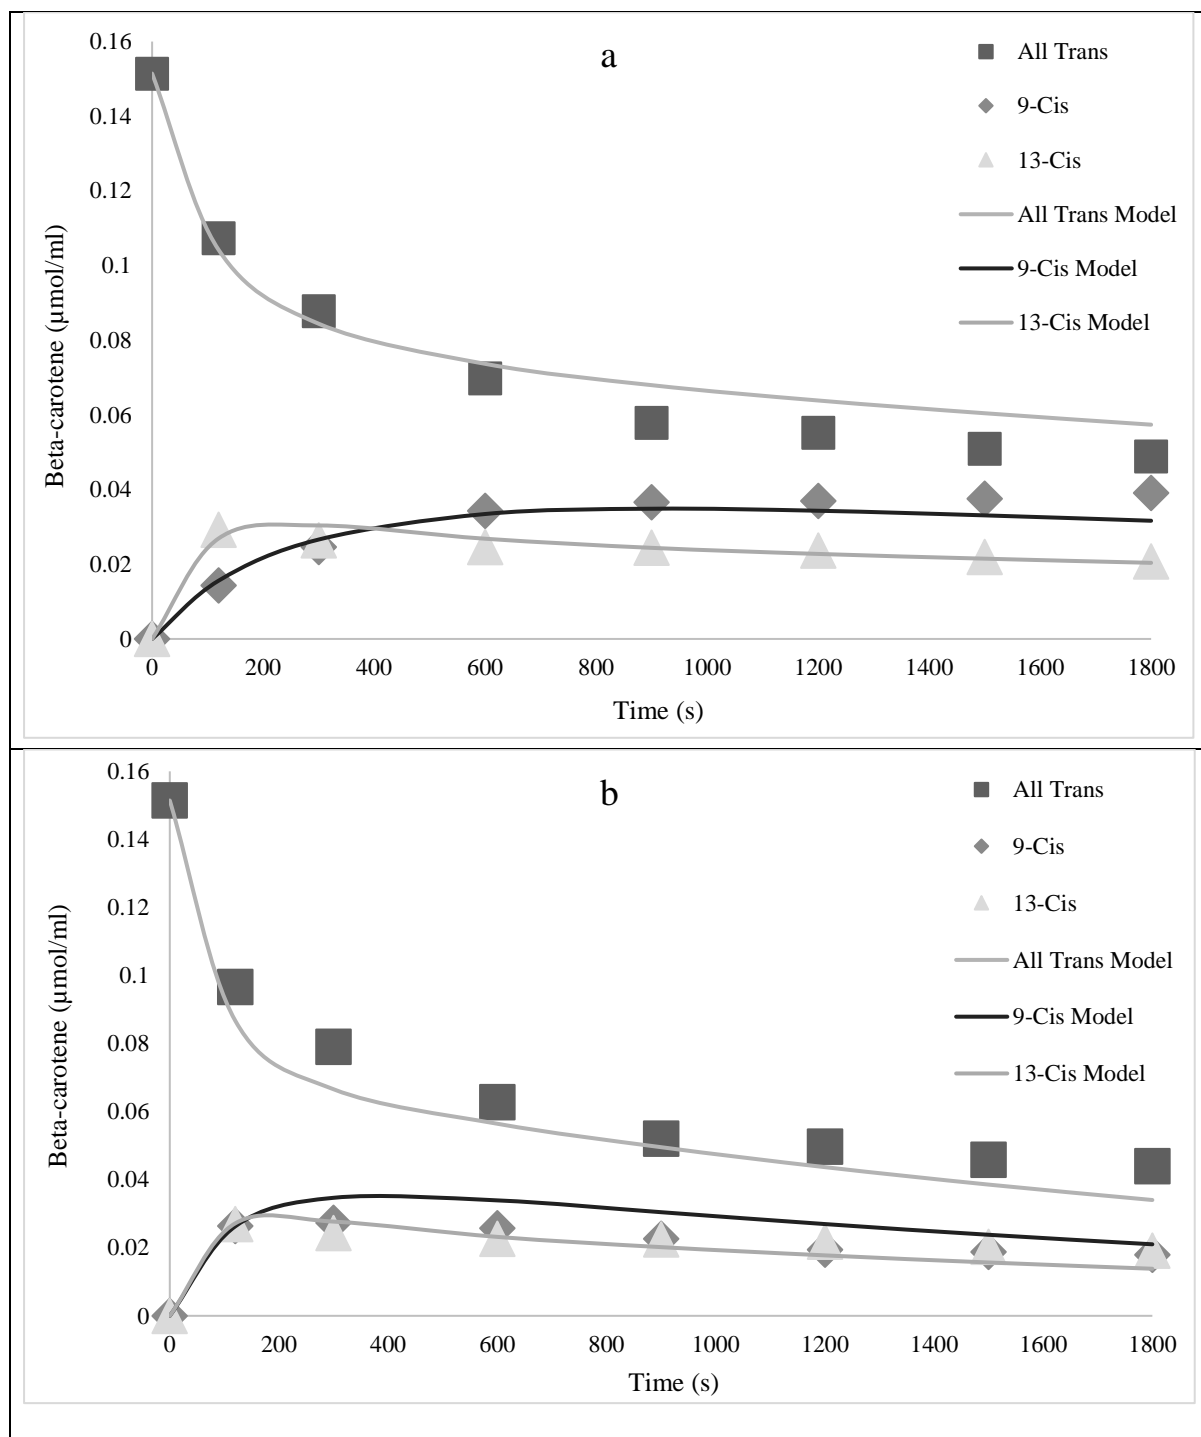 a
0.16
0.14
0.12
0.1
0.08
0.06
0.04
0.02
0
Beta-carotene (µmol/ml)
0 200 400 600 800 1000 1200 1400 1600 1800
Time (s)
All Trans
9-Cis
13-Cis
All Trans Model
9-Cis Model
13-Cis Model
b
0.16
0.14
0.12
0.1
0.08
0.06
0.04
0.02
0
Beta-carotene (µmol/ml)
0 200 400 600 800 1000 1200 1400 1600 1800
Time (s)
All Trans
9-Cis
13-Cis
All Trans Model
9-Cis Model
13-Cis Model